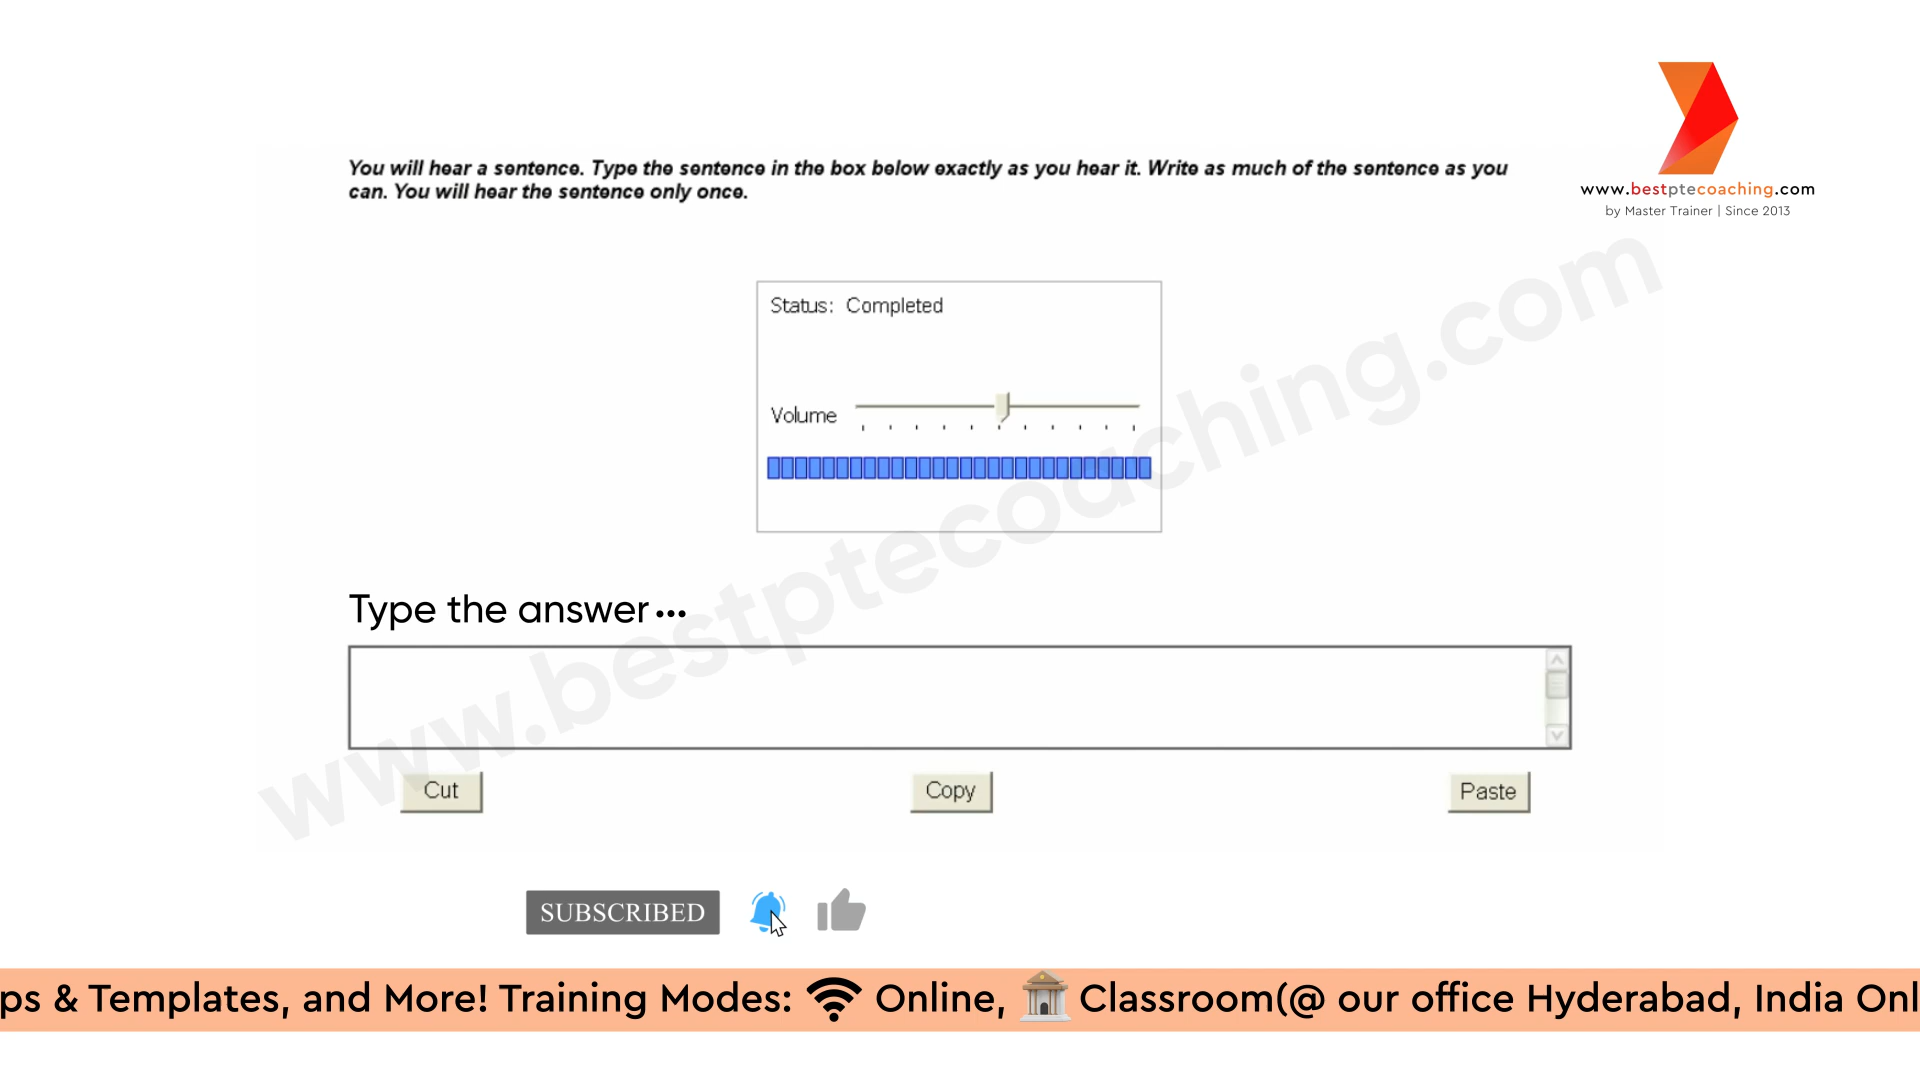 You will hear a sentence. Type the sentence in the box below exactly as you hear it. Write as much of the sentence as you
can. You will hear the sentence only once.
www.bestptecoaching.com
by Master Trainer | Since 2013
Status: Completed
Volume
www.bestptecoaching.com
Type the answer...
Cut
Copy
Paste
SUBSCRIBED
ps & Templates, and More! Training Modes: Online, Classroom(@ our office Hyderabad, India Onl